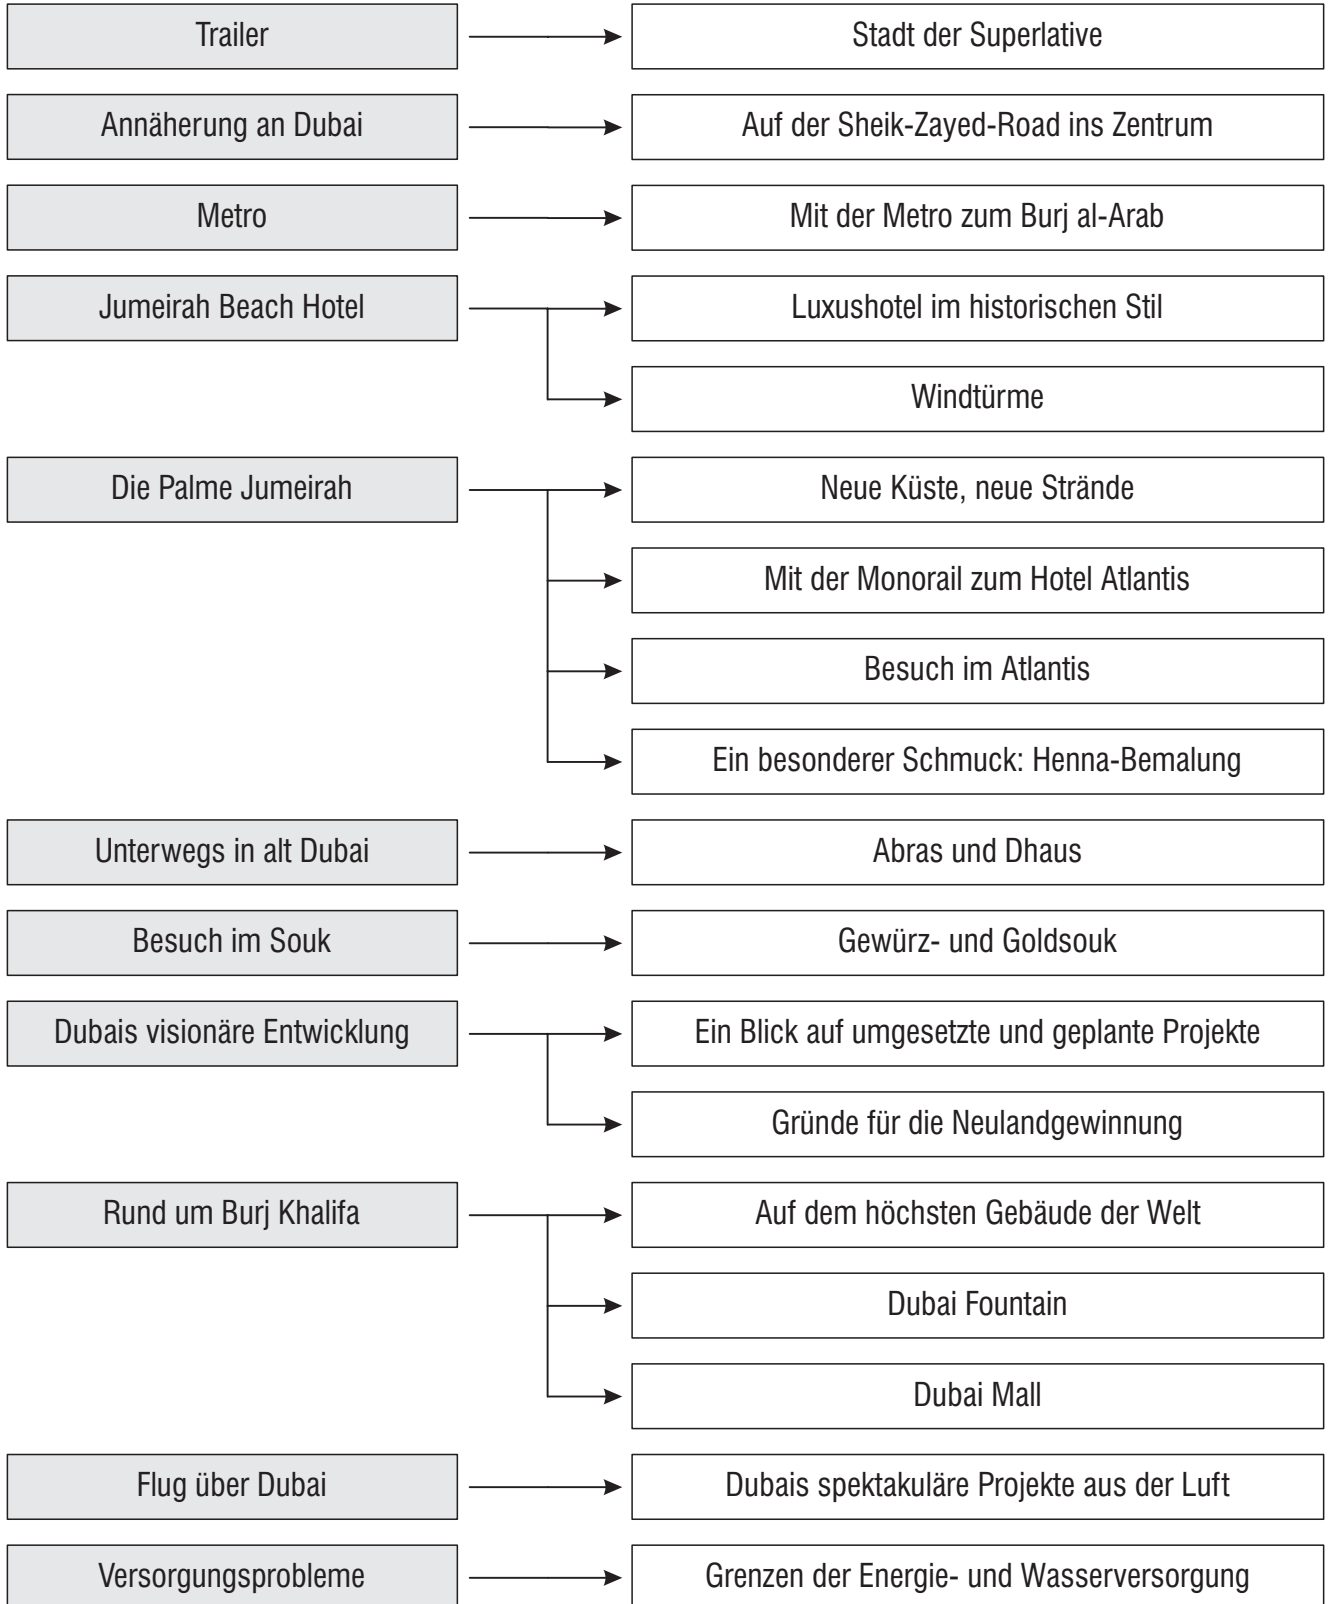 Trailer
Stadt der Superlative
Annäherung an Dubai
Auf der Sheik-Zayed-Road ins Zentrum
Metro
Mit der Metro zum Burj al-Arab
Jumeirah Beach Hotel
Luxushotel im historischen Stil
Windtürme
Die Palme Jumeirah
Neue Küste, neue Strände
Mit der Monorail zum Hotel Atlantis
Besuch im Atlantis
Ein besonderer Schmuck: Henna-Bemalung
Unterwegs in alt Dubai
Abras und Dhaus
Besuch im Souk
Gewürz- und Goldsouk
Dubais visionäre Entwicklung
Ein Blick auf umgesetzte und geplante Projekte
Gründe für die Neulandgewinnung
Rund um Burj Khalifa
Auf dem höchsten Gebäude der Welt
Dubai Fountain
Dubai Mall
Flug über Dubai
Dubais spektakuläre Projekte aus der Luft
Versorgungsprobleme
Grenzen der Energie- und Wasserversorgung